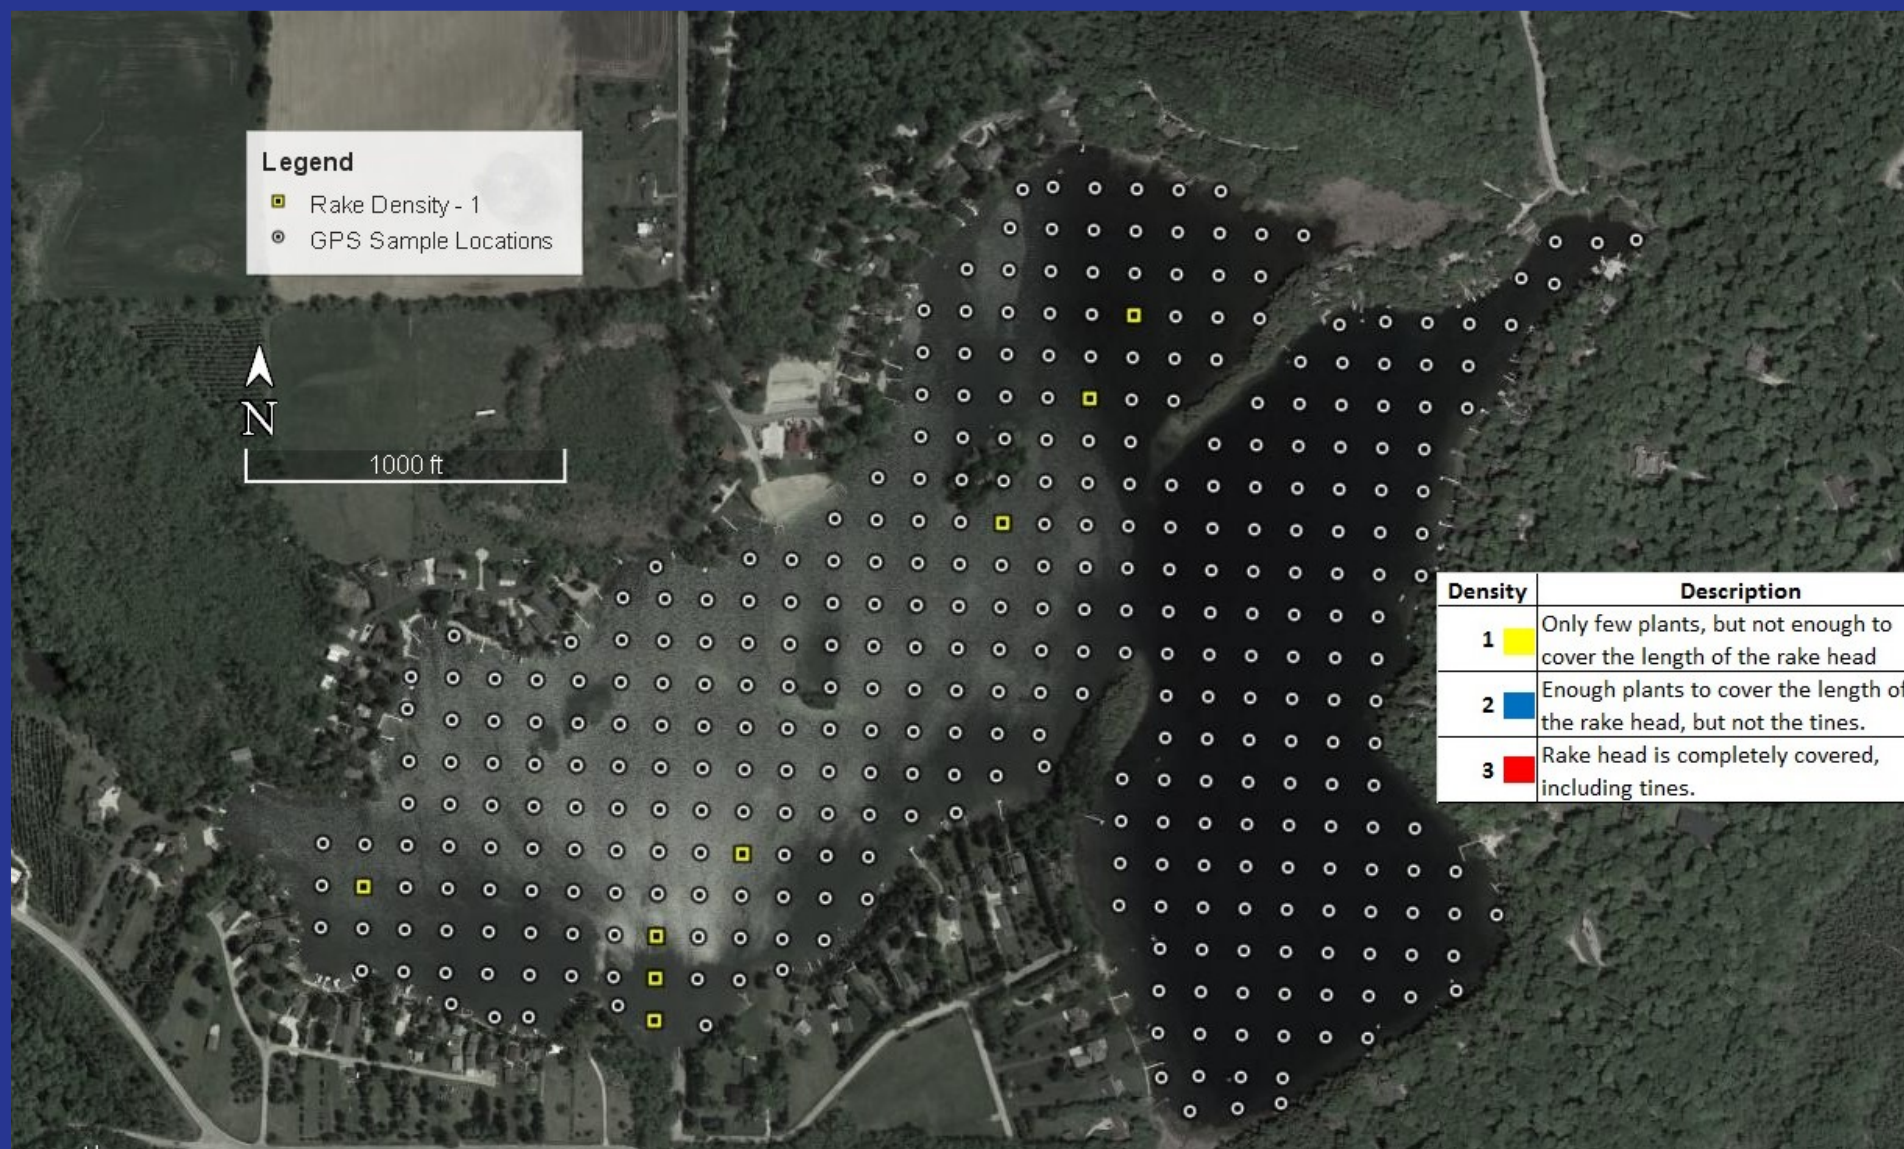 Legend
Rake Density - 1
GPS Sample Locations
N
1000 ft
Density Description
1 Only few plants, but not enough to
cover the length of the rake head
2 Enough plants to cover the length of
the rake head, but not the tines.
3 Rake head is completely covered,
including tines.